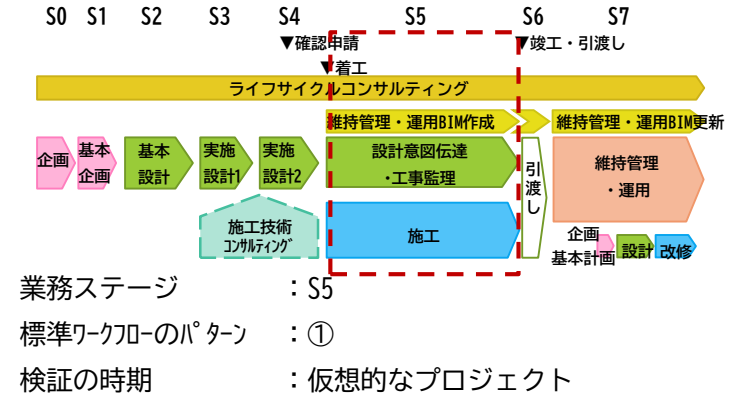 S0 S1 S2 S3 S4 S5 S6 S7
▼確認申請 ▼竣工・引渡し
▼着工
ライフサイクルコンサルティング
維持管理・運用BIM作成 維持管理・運用BIM更新
企画
基本
企画
基本
設計
実施
設計1
実施
設計2
設計意図伝達
・工事監理
引
渡
し
維持管理
・運用
施工技術
コンサルティング
施工
企画
基本計画
設計
改修
業務ステージ ：S5
標準ワークフローのパターン ：①
検証の時期 ：仮想的なプロジェクト